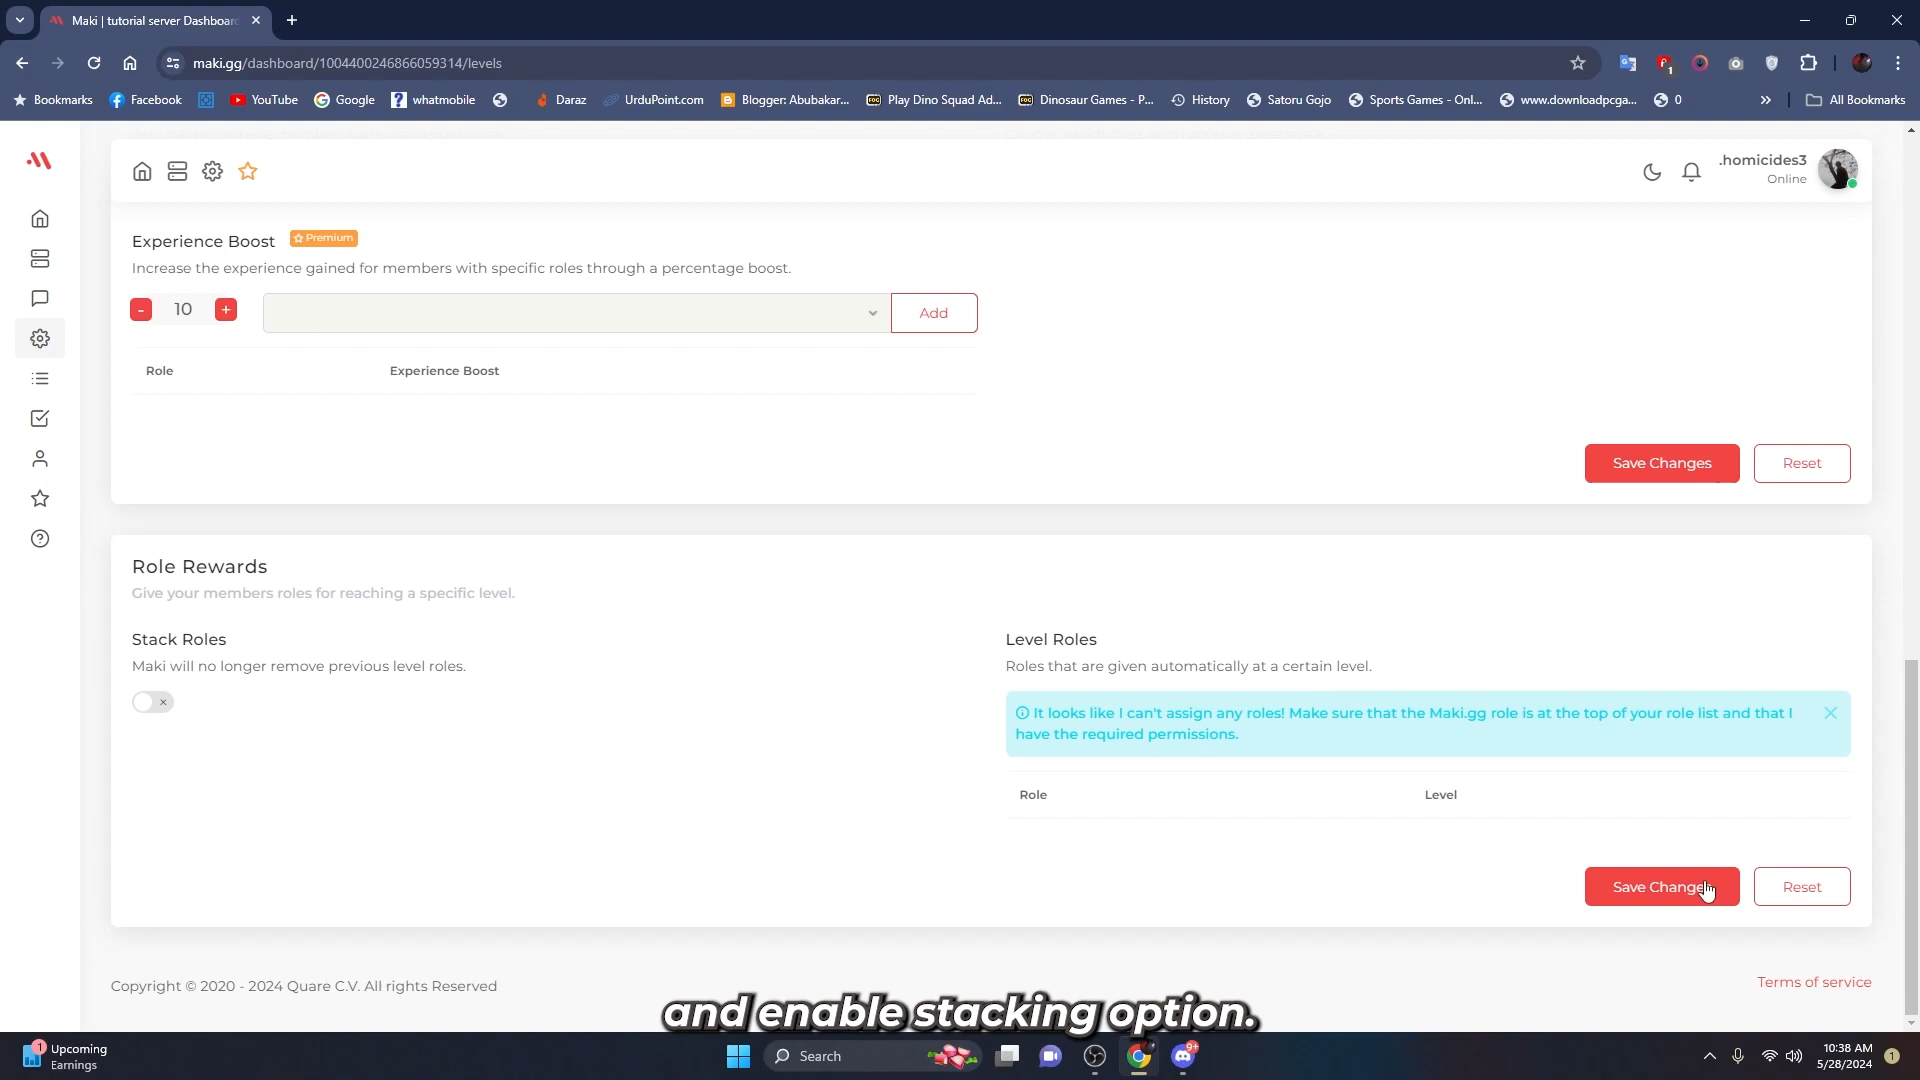 Maki | tutorial server Dashboard
maki.gg/dashboard/1004400246866059314/levels
1
Bookmarks
Facebook
YouTube
Google
whatmobile
Daraz
UrduPoint.com
Blogger: Abubakar...
Play Dino Squad Ad...
Dinosaur Games - P...
History
Satoru Gojo
Sports Games - Onl...
www.downloadpcga...
0
All Bookmarks
.homicides3
Online
Experience Boost
Premium
Increase the experience gained for members with specific roles through a percentage boost.
- 10 +
Add
Role
Experience Boost
Save Changes
Reset
Role Rewards
Give your members roles for reaching a specific level.
Stack Roles
Maki will no longer remove previous level roles.
Level Roles
Roles that are given automatically at a certain level.
It looks like I can't assign any roles! Make sure that the Maki.gg role is at the top of your role list and that I
have the required permissions.
Role
Level
Save Changes
Reset
Copyright © 2020 - 2024 Quare C.V. All rights Reserved
Terms of service
and enable stacking option.
1
Upcoming
Earnings
Search
9+
10:38 AM
5/28/2024
1